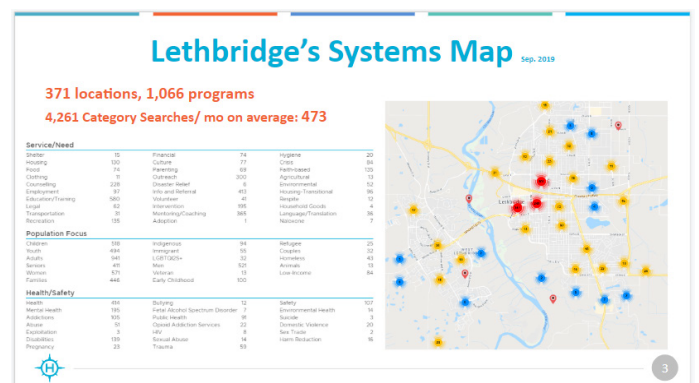 Lethbridge's Systems Map Sep. 2019
371 locations, 1,066 programs
4,261 Category Searches/ mo on average: 473
Service/Need
Shelter 15 Financial 74 Hygiene 20
Housing 130 Culture 77 Crisis 84
Food 74 Parenting 69 Faith-based 135
Clothing 11 Outreach 300 Agricultural 13
Counselling 228 Disaster Relief 8 Environmental 52
Employment 97 Info and Referral 413 Housing-Transitional 96
Education/Training 580 Volunteer 41 Respite 12
Legal 62 Intervention 195 Household Goods 4
Transportation 31 Mentoring/Coaching 365 Language/Translation 36
Recreation 135 Adoption 1 Naloxone 7
Population Focus
Children 518 Indigenous 94 Refugee 25
Youth 694 Immigrant 55 Couples 32
Adults 941 LGBTQ2S+ 32 Homeless 43
Seniors 411 Men 521 Animals 13
Women 571 Veteran 13 Low Income 84
Families 446 Early Childhood 100
Health/Safety
Health 414 Bullying 12 Safety 107
Mental Health 195 Fetal Alcohol Spectrum Disorder 7 Environmental Health 14
Addictions 105 Public Health 91 Suicide 3
Abuse 51 Opioid Addiction Services 22 Domestic Violence 20
Exploitation 3 HIV 8 Sex Trade 2
Disabilities 139 Sexual Abuse 14 Harm Reduction 16
Pregnancy 23 Trauma 55
Lethbridge
WEST
LETHBRIDGE
H
3